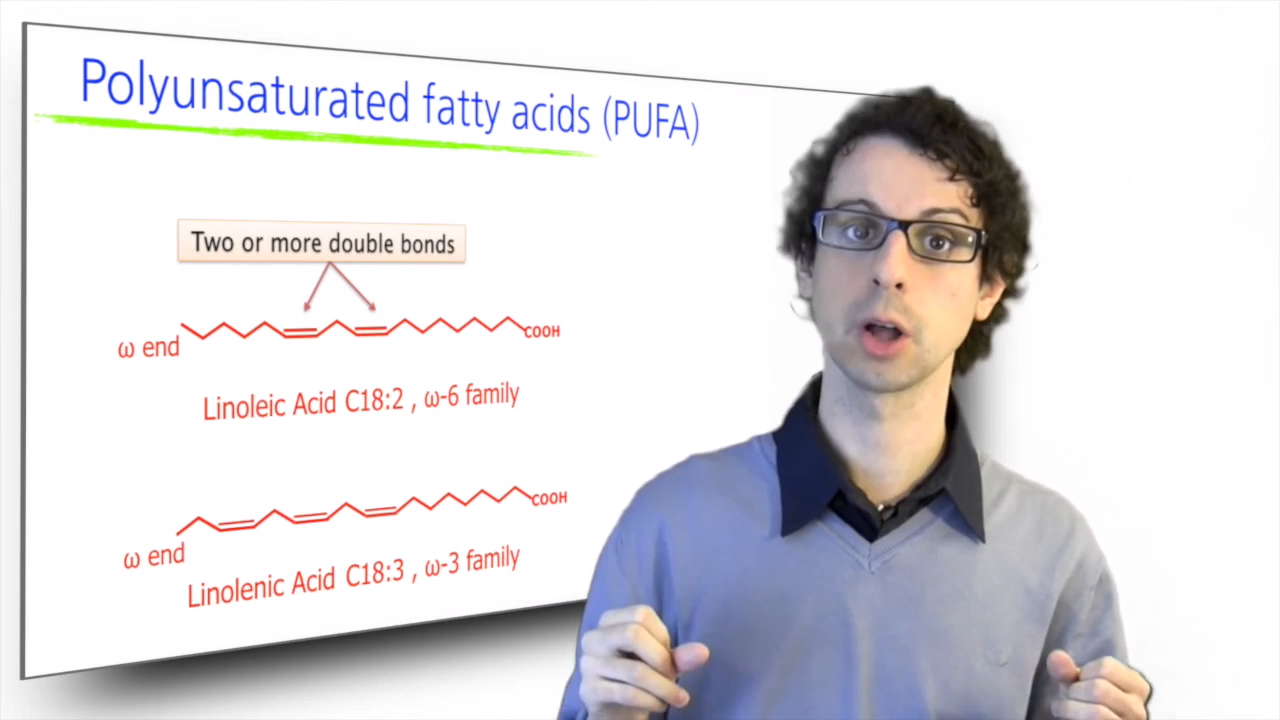 Polyunsaturated fatty acids (PUFA)
Two or more double bonds
COOH
ω end
Linoleic Acid C18:2 , ω-6 family
COOH
ω end
Linolenic Acid C18:3 , ω-3 family